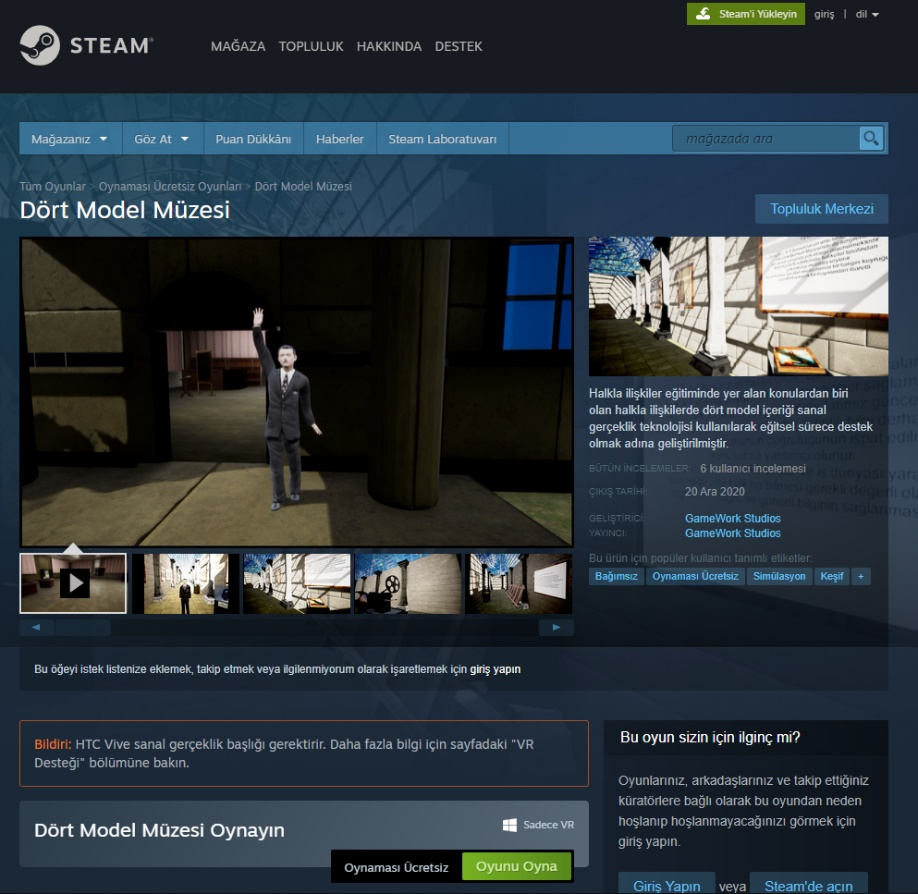 Steam'i Yükleyin giriş | dil
STEAM®
MAĞAZA TOPLULUK HAKKINDA DESTEK
Mağazanız Göz At Puan Dükkânı Haberler Steam Laboratuvarı mağazada ara
Tüm Oyunlar > Oynaması Ücretsiz Oyunları > Dört Model Müzesi
Dört Model Müzesi
Topluluk Merkezi
Halkla ilişkiler eğitiminde yer alan konulardan biri
olan halkla ilişkilerde dört model içeriği sanal
gerçeklik teknolojisi kullanılarak eğitsel sürece destek
olmak adına geliştirilmiştir.
BÜTÜN İNCELEMELER: 6 kullanıcı incelemesi
ÇIKIŞ TARİHİ: 20 Ara 2020
GELİŞTİRİCİ: GameWork Studios
YAYINCI: GameWork Studios
Bu ürün için popüler kullanıcı tanımlı etiketler:
Bağımsız Oynaması Ücretsiz Simülasyon Keşif +
Bu öğeyi istek listenize eklemek, takip etmek veya ilgilenmiyorum olarak işaretlemek için giriş yapın
Bildiri: HTC Vive sanal gerçeklik başlığı gerektirir. Daha fazla bilgi için sayfadaki "VR
Desteği" bölümüne bakın.
Dört Model Müzesi Oynayın
Sadece VR
Oynaması Ücretsiz Oyunu Oyna
Bu oyun sizin için ilginç mi?
Oyunlarınız, arkadaşlarınız ve takip ettiğiniz
küratörlere bağlı olarak bu oyundan neden
hoşlanıp hoşlanmayacağınızı görmek için
giriş yapın.
Giriş Yapın veya Steam'de açın